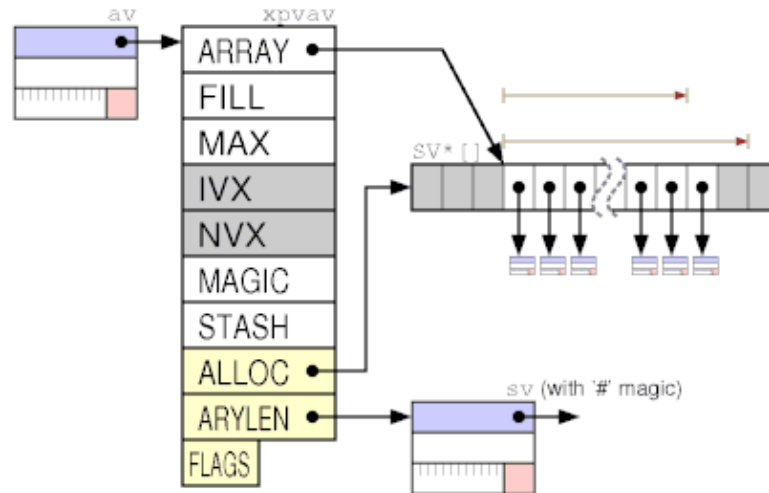 av
xpvav
ARRAY
FILL
MAX
IVX
NVX
MAGIC
STASH
ALLOC
ARYLEN
FLAGS
SV* []
sv (with '#' magic)